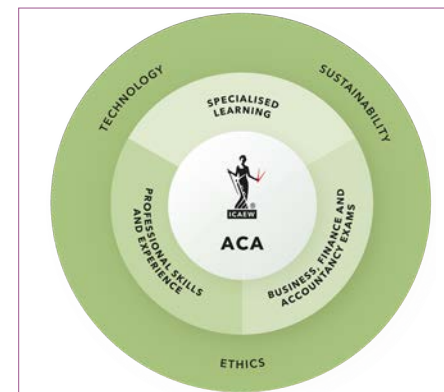 TECHNOLOGY
SUSTAINABILITY
SPECIALISED
LEARNING
PROFESSIONAL SKILLS
AND EXPERIENCE
BUSINESS, FINANCE AND
ACCOUNTANCY EXAMS
ICAEW
®
ACA
ETHICS